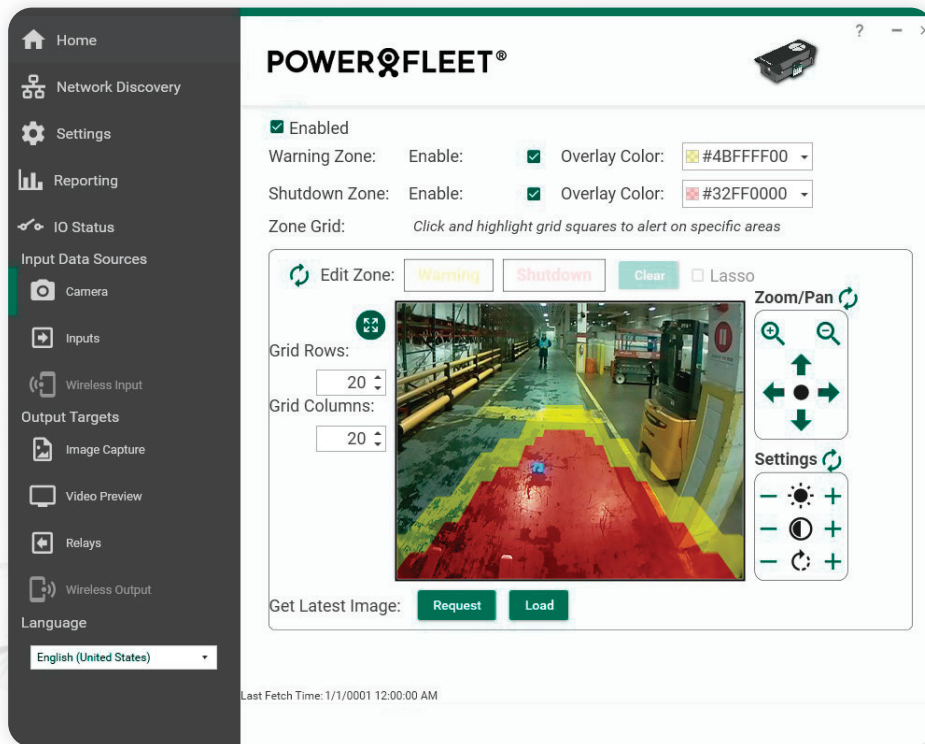 Home
Network Discovery
Settings
Reporting
IO Status
Input Data Sources
Camera
Inputs
Wireless Input
Output Targets
Image Capture
Video Preview
Relays
Wireless Output
Language
English (United States)
?
POWERFLEET®
Enabled
Warning Zone: Enable: Overlay Color: #4BFFFF00
Shutdown Zone: Enable: Overlay Color: #32FF0000
Zone Grid: Click and highlight grid squares to alert on specific areas
Edit Zone: Warning Shutdown Clear Lasso
Zoom/Pan
Grid Rows:
20
Grid Columns:
20
Settings
Get Latest Image: Request Load
Last Fetch Time: 1/1/0001 12:00:00 AM